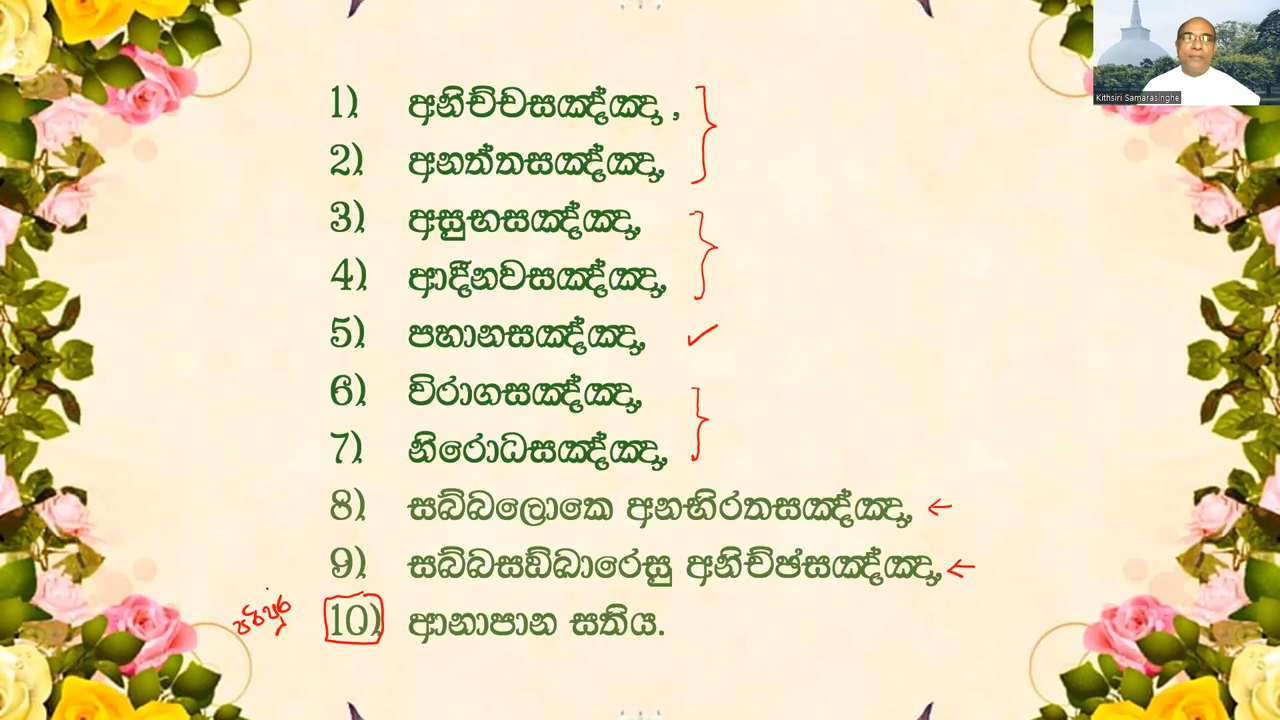 1) අනිච්චසඤ්ඤා,
2) අනත්තසඤ්ඤා,
3) අසුභසඤ්ඤා,
4) ආදීනවසඤ්ඤා,
5) පහානසඤ්ඤා,
6) විරාගසඤ්ඤා,
7) නිරොධසඤ්ඤා,
8) සබ්බලොකෙ අනභිරතසඤ්ඤා,
9) සබ්බසඞ්ඛාරෙසු අනිච්ඡසඤ්ඤා,
10) ආනාපාන සතිය.
Kithsiri Samarasinghe